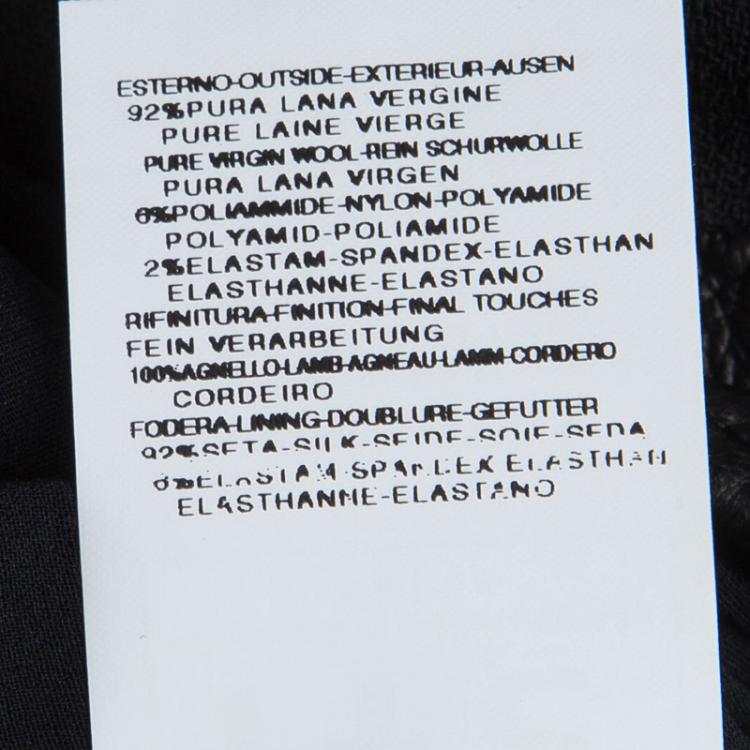 ESTERNO-OUTSIDE-EXTERIEUR-AUSEN
92%PURA LANA VERGINE
PURE LAINE VIERGE
PURE VIRGIN WOOL-REIN SCHURWOLLE
PURA LANA VIRGEN
6%POLIAMMIDE-NYLON-POLYAMIDE
POLYAMID-POLIAMIDE
2%ELASTAM-SPANDEX-ELASTHAN
ELASTHANNE-ELASTANO
RIFINITURA-FINITION-FINAL TOUCHES
FEIN VERARBEITUNG
100%AGNELLO-LAMB-AGNEAU-LAMM-CORDERO
CORDEIRO
FODERA-LINING-DOUBLURE-GEFUTTER
92%SETA-SILK-SEIDE-SOIE-SEDA
8%ELASTAM-SPANDEX-ELASTHAN
ELASTHANNE-ELASTANO